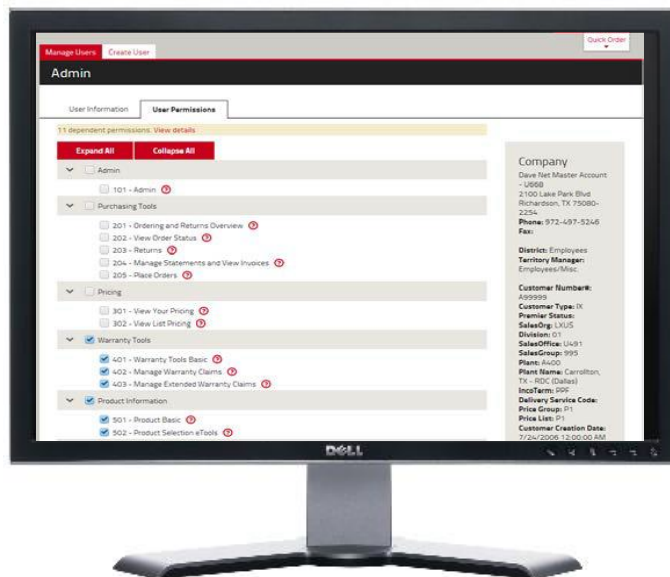 Quick Order
Manage Users Create User
Admin
User Information User Permissions
11 dependent permissions. View details
Expand All Collapse All
Admin
101 - Admin ?
Purchasing Tools
201 - Ordering and Returns Overview ?
202 - View Order Status ?
203 - Returns ?
204 - Manage Statements and View Invoices ?
205 - Place Orders ?
Pricing
301 - View Your Pricing ?
302 - View List Pricing ?
Warranty Tools
401 - Warranty Tools Basic ?
402 - Manage Warranty Claims ?
403 - Manage Extended Warranty Claims ?
Product Information
501 - Product Basic ?
502 - Product Selection eTools ?
Company
Dave Net Master Account
- U668
2100 Lake Park Blvd
Richardson, TX 75080-
2254
Phone: 972-497-5246
Fax:
District: Employees
Territory Manager:
Employees/Misc.
Customer Number#:
A99999
Customer Type: IX
Premier Status:
SalesOrg: LXUS
Division: 01
SalesOffice: U491
SalesGroup: 999
Plant: A400
Plant Name: Carrollton,
TX - RDC (Dallas)
IncoTerm: PPF
Delivery Service Code:
Price Group: P1
Price List: P1
Customer Creation Date:
7/24/2006 12:00:00 AM
DELL